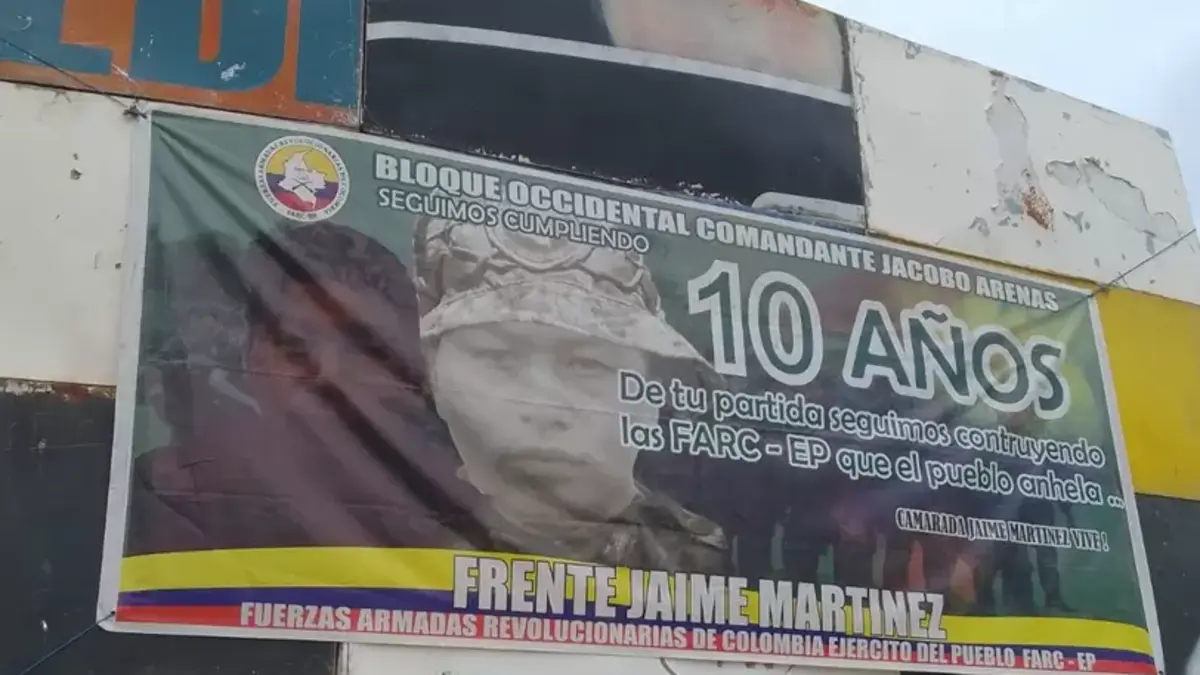 BLOQUE OCCIDENTAL COMANDANTE JACOBO ARENAS
SEGUIMOS CUMPLIENDO
10 AÑOS
De tu partida seguimos contruyendo
las FARC - EP que el pueblo anhela ...
CAMARADA JAIME MARTINEZ VIVE !
FRENTE JAIME MARTINEZ
FUERZAS ARMADAS REVOLUCIONARIAS DE COLOMBIA EJERCITO DEL PUEBLO FARC - EP